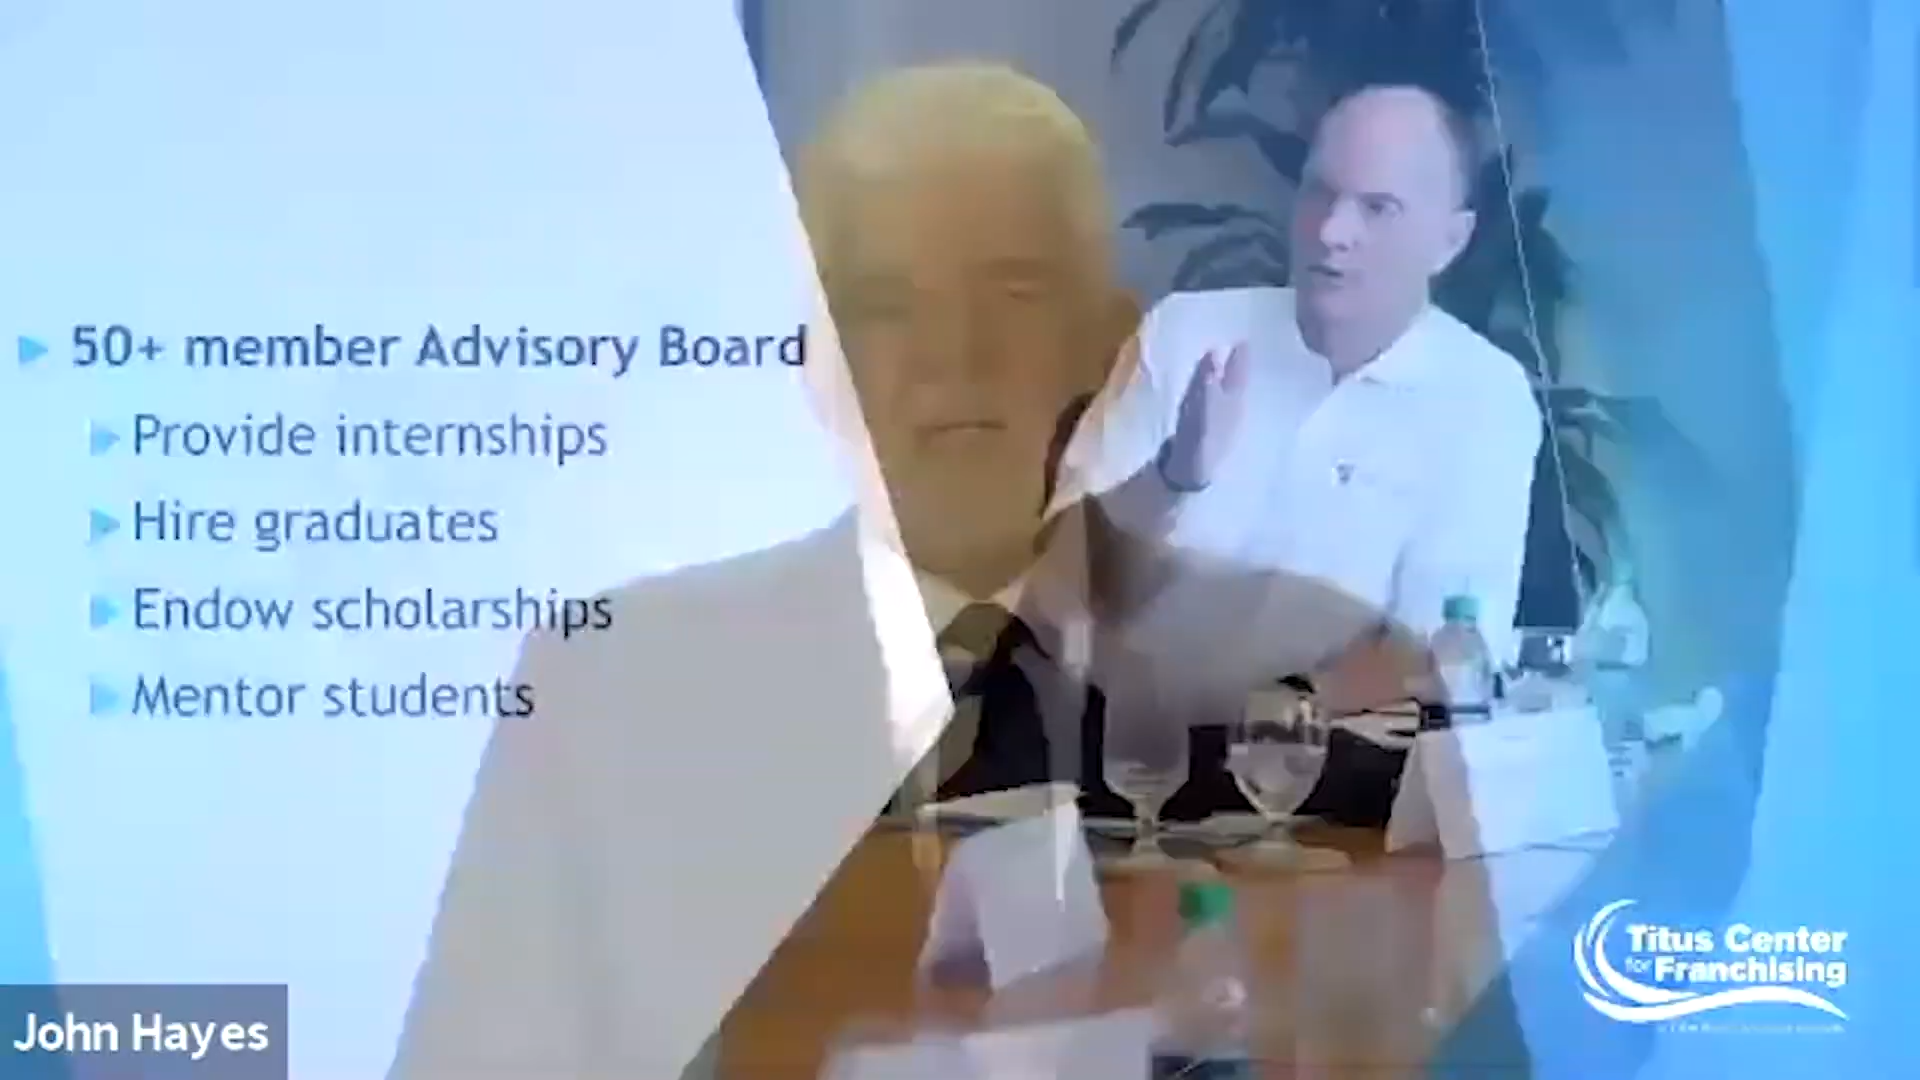 50+ member Advisory Board
Provide internships
Hire graduates
Endow scholarships
Mentor students
Titus Center
for Franchising
John Hayes